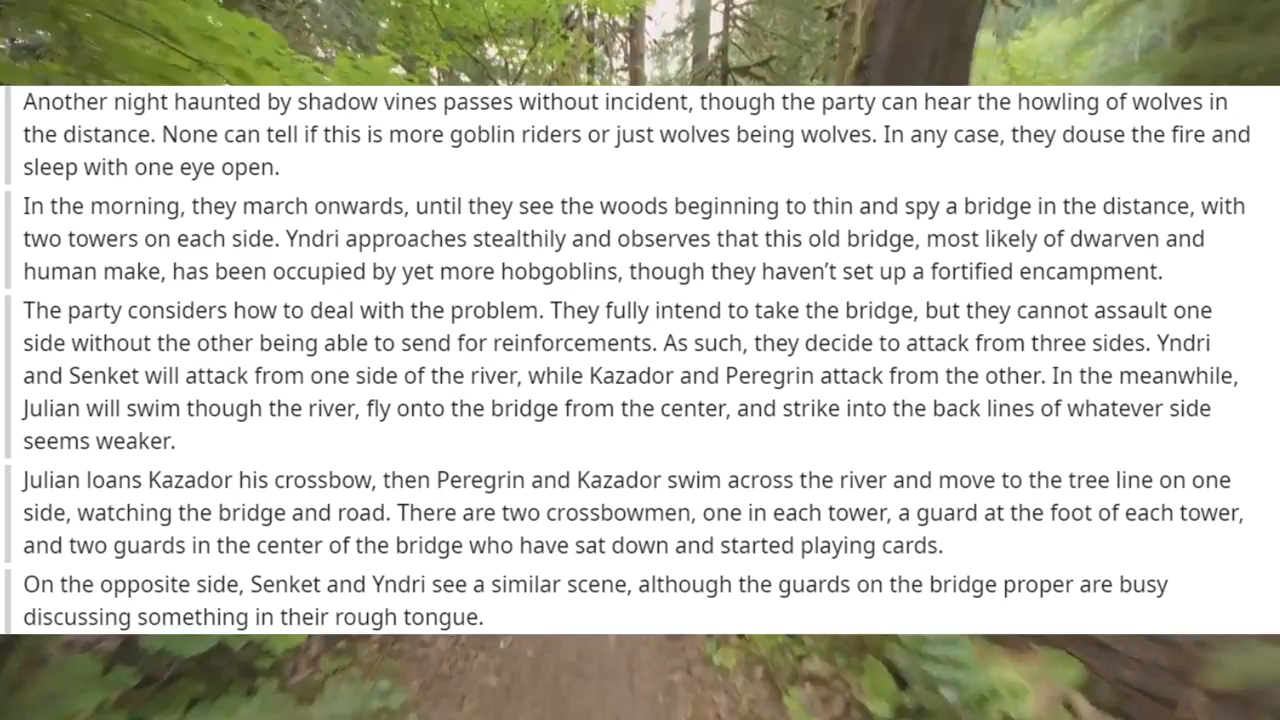 Another night haunted by shadow vines passes without incident, though the party can hear the howling of wolves in
the distance. None can tell if this is more goblin riders or just wolves being wolves. In any case, they douse the fire and
sleep with one eye open.
In the morning, they march onwards, until they see the woods beginning to thin and spy a bridge in the distance, with
two towers on each side. Yndri approaches stealthily and observes that this old bridge, most likely of dwarven and
human make, has been occupied by yet more hobgoblins, though they haven’t set up a fortified encampment.
The party considers how to deal with the problem. They fully intend to take the bridge, but they cannot assault one
side without the other being able to send for reinforcements. As such, they decide to attack from three sides. Yndri
and Senket will attack from one side of the river, while Kazador and Peregrin attack from the other. In the meanwhile,
Julian will swim though the river, fly onto the bridge from the center, and strike into the back lines of whatever side
seems weaker.
Julian loans Kazador his crossbow, then Peregrin and Kazador swim across the river and move to the tree line on one
side, watching the bridge and road. There are two crossbowmen, one in each tower, a guard at the foot of each tower,
and two guards in the center of the bridge who have sat down and started playing cards.
On the opposite side, Senket and Yndri see a similar scene, although the guards on the bridge proper are busy
discussing something in their rough tongue.